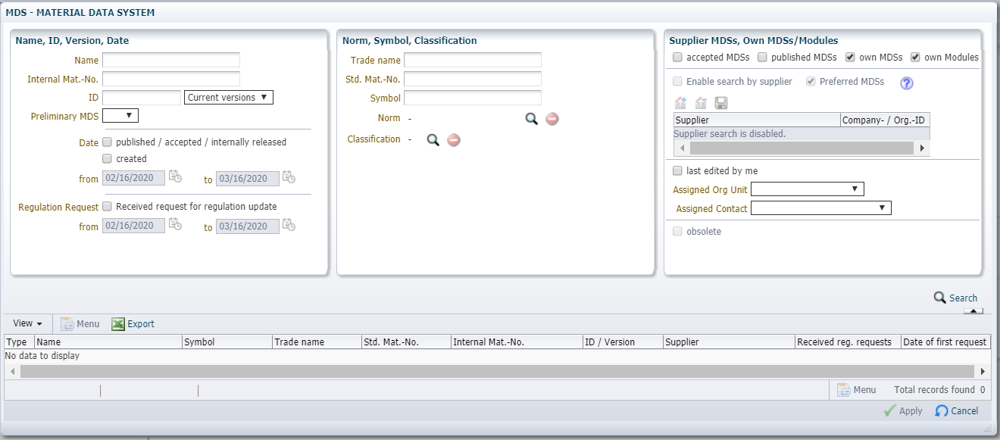 MDS - MATERIAL DATA SYSTEM
Name, ID, Version, Date
Name
Internal Mat.-No.
ID Current versions
Preliminary MDS
Date published / accepted / internally released
created
from 02/16/2020 to 03/16/2020
Regulation Request Received request for regulation update
from 02/16/2020 to 03/16/2020
Norm, Symbol, Classification
Trade name
Std. Mat.-No.
Symbol
Norm -
Classification -
Supplier MDSs, Own MDSs/Modules
accepted MDSs published MDSs own MDSs own Modules
Enable search by supplier Preferred MDSs ?
Supplier Company- / Org.-ID
Supplier search is disabled.
last edited by me
Assigned Org Unit
Assigned Contact
obsolete
Search
View Menu Export
Type Name Symbol Trade name Std. Mat.-No. Internal Mat.-No. ID / Version Supplier Received reg. requests Date of first request
No data to display
Menu Total records found 0
Apply Cancel